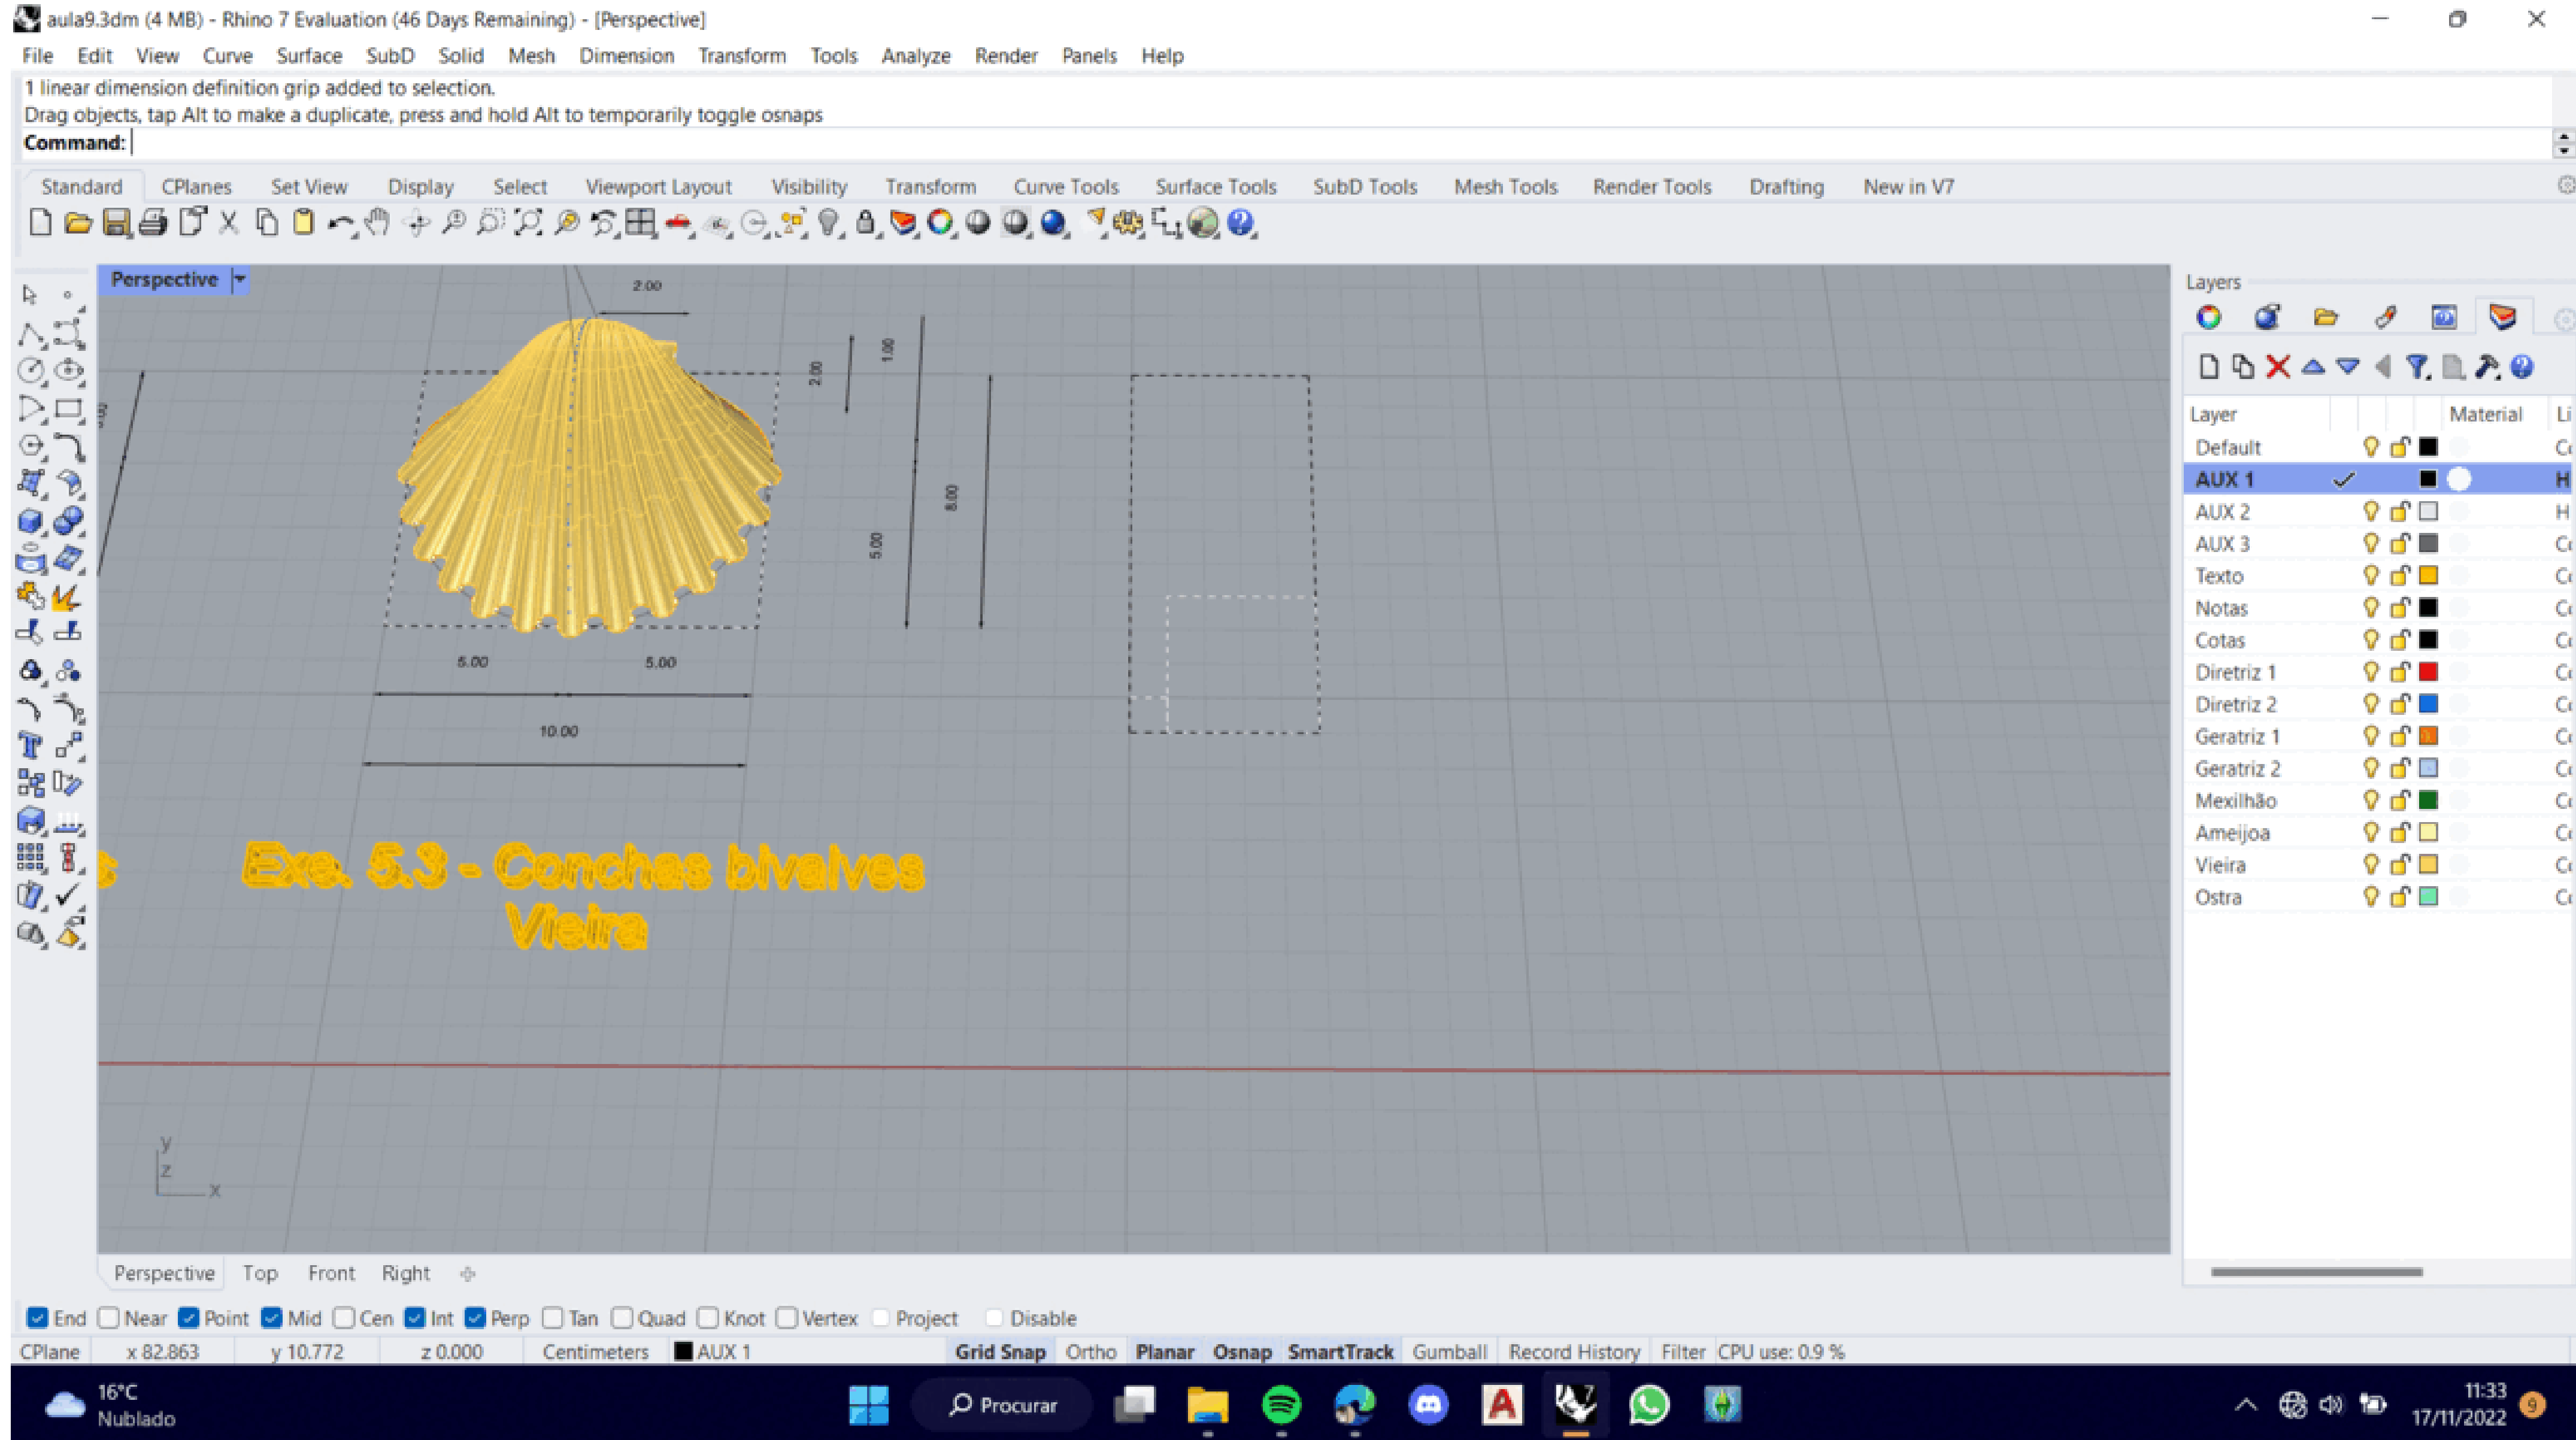 aula9.3dm (4 MB) - Rhino 7 Evaluation (46 Days Remaining) - [Perspective]
File Edit View Curve Surface SubD Solid Mesh Dimension Transform Tools Analyze Render Panels Help
1 linear dimension definition grip added to selection.
Drag objects, tap Alt to make a duplicate, press and hold Alt to temporarily toggle osnaps
Command:
Standard CPlanes Set View Display Select Viewport Layout Visibility Transform Curve Tools Surface Tools SubD Tools Mesh Tools Render Tools Drafting New in V7
Perspective
2.00
2.00
1.00
8.00
5.00
5.00 5.00
10.00
Exe. 5.3 - Conchas bivalves
Vieira
y
z
x
Layers
Layer Material Li
Default
AUX 1 H
AUX 2 H
AUX 3
Texto
Notas
Cotas
Diretriz 1
Diretriz 2
Geratriz 1
Geratriz 2
Mexilhão
Ameijoa
Vieira
Ostra
Perspective Top Front Right
End Near Point Mid Cen Int Perp Tan Quad Knot Vertex Project Disable
CPlane x 82.863 y 10.772 z 0.000 Centimeters AUX 1 Grid Snap Ortho Planar Osnap SmartTrack Gumball Record History Filter CPU use: 0.9 %
16°C
Nublado
Procurar
A
7
11:33
17/11/2022
9